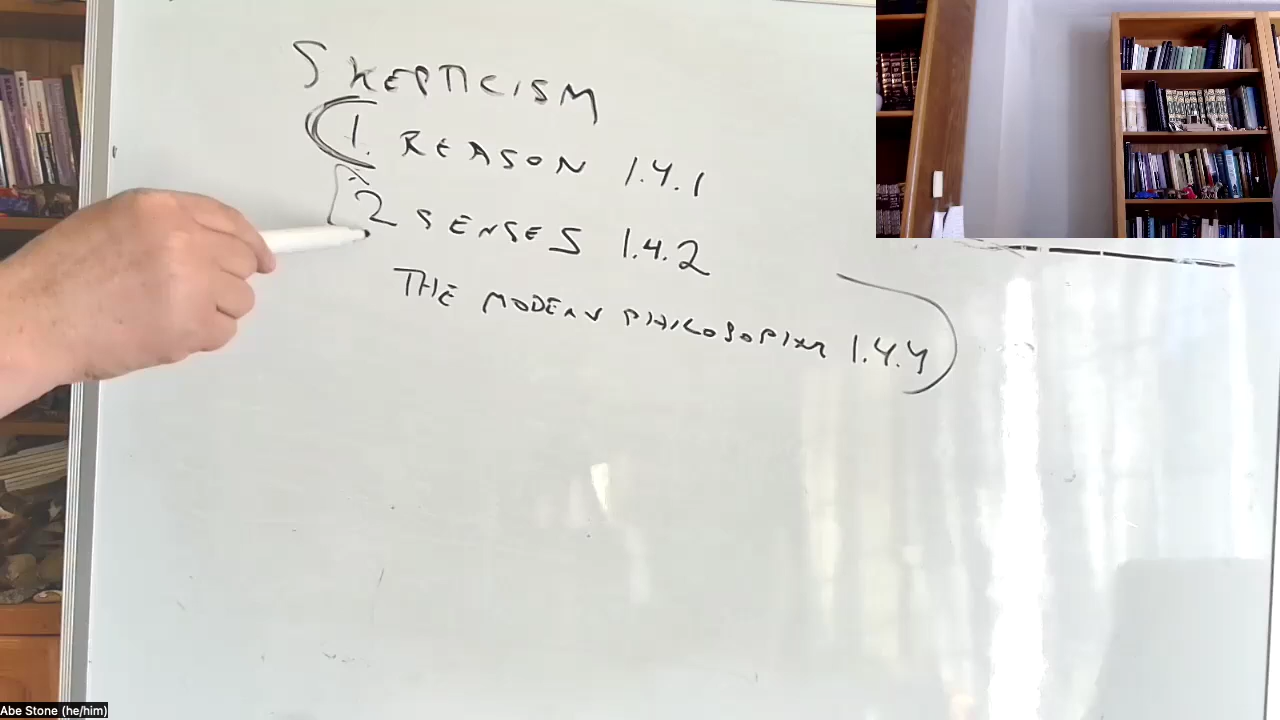 SKEPTICISM
1. REASON 1.4.1
2 SENSES 1.4.2
THE MODERN PHILOSOPHY 1.4.4
Abe Stone (he/him)